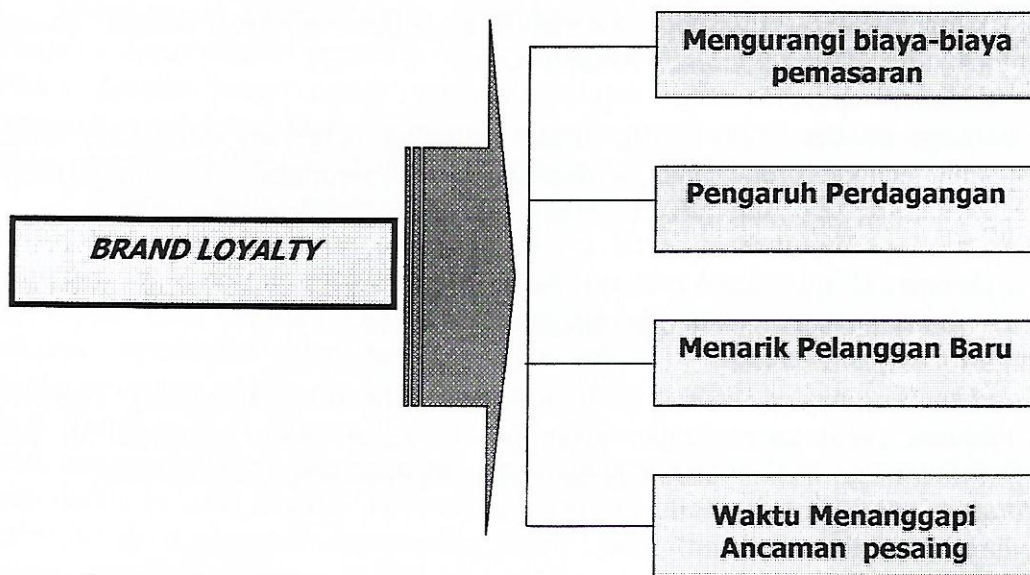 BRAND LOYALTY
Mengurangi biaya-biaya
pemasaran
Pengaruh Perdagangan
Menarik Pelanggan Baru
Waktu Menanggapi
Ancaman pesaing